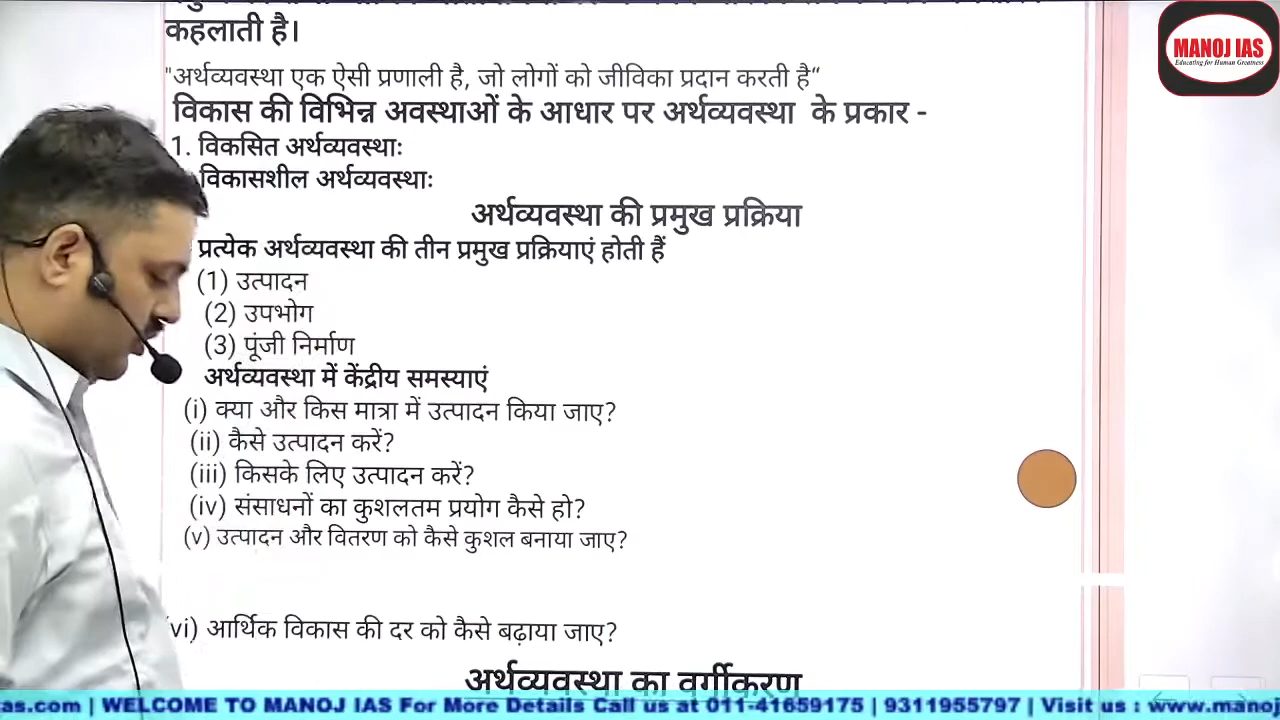 कहलाती है।
MANOJ IAS
Educating for Human Greatness
"अर्थव्यवस्था एक ऐसी प्रणाली है, जो लोगों को जीविका प्रदान करती है“
विकास की विभिन्न अवस्थाओं के आधार पर अर्थव्यवस्था के प्रकार -
1. विकसित अर्थव्यवस्थाः
विकासशील अर्थव्यवस्थाः
अर्थव्यवस्था की प्रमुख प्रक्रिया
प्रत्येक अर्थव्यवस्था की तीन प्रमुख प्रक्रियाएं होती हैं
(1) उत्पादन
(2) उपभोग
(3) पूंजी निर्माण
अर्थव्यवस्था में केंद्रीय समस्याएं
(i) क्या और किस मात्रा में उत्पादन किया जाए?
(ii) कैसे उत्पादन करें?
(iii) किसके लिए उत्पादन करें?
(iv) संसाधनों का कुशलतम प्रयोग कैसे हो?
(v) उत्पादन और वितरण को कैसे कुशल बनाया जाए?
vi) आर्थिक विकास की दर को कैसे बढ़ाया जाए?
अर्थव्यवस्था का वर्गीकरण
as.com | WELCOME TO MANOJ IAS For More Details Call us at 011-41659175 | 9311955797 | Visit us : www.manoj